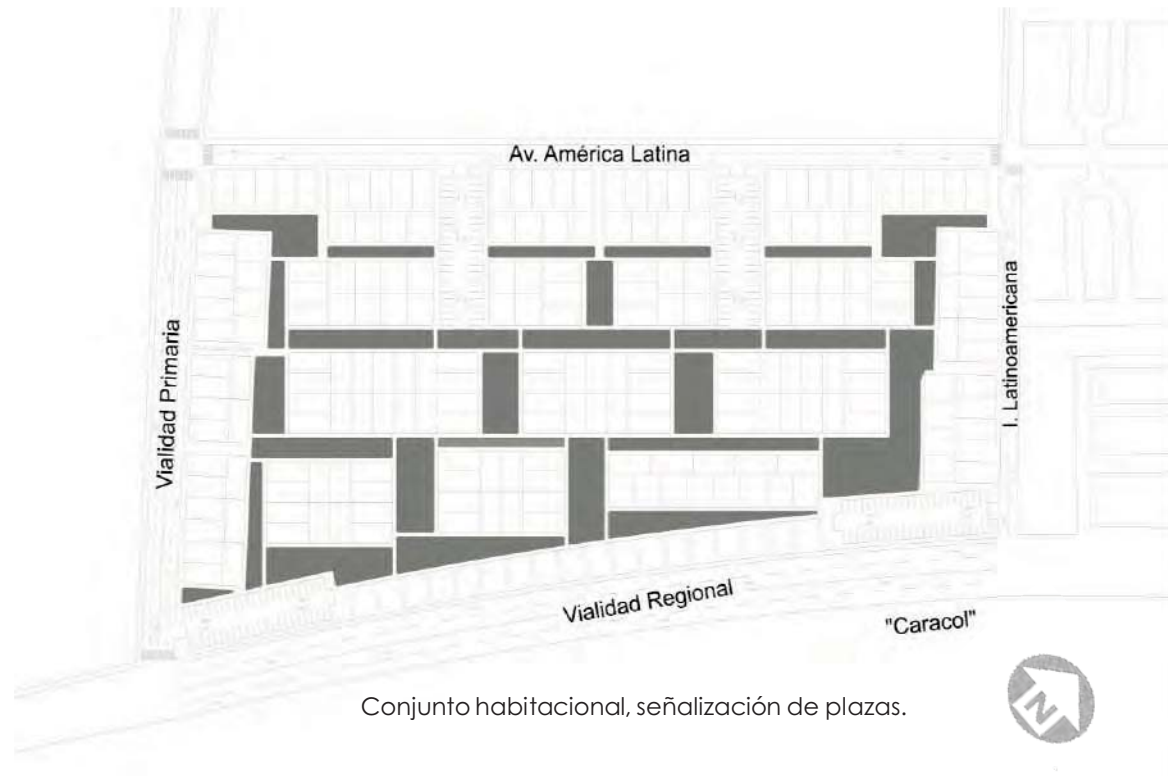 Av. América Latina
Vialidad Primaria
I. Latinoamericana
Vialidad Regional
"Caracol"
Conjunto habitacional, señalización de plazas.
N